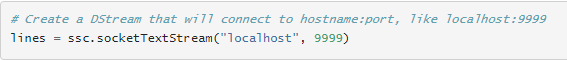 # Create a DStream that will connect to hostname:port, like localhost:9999
lines = ssc.socketTextStream("localhost", 9999)